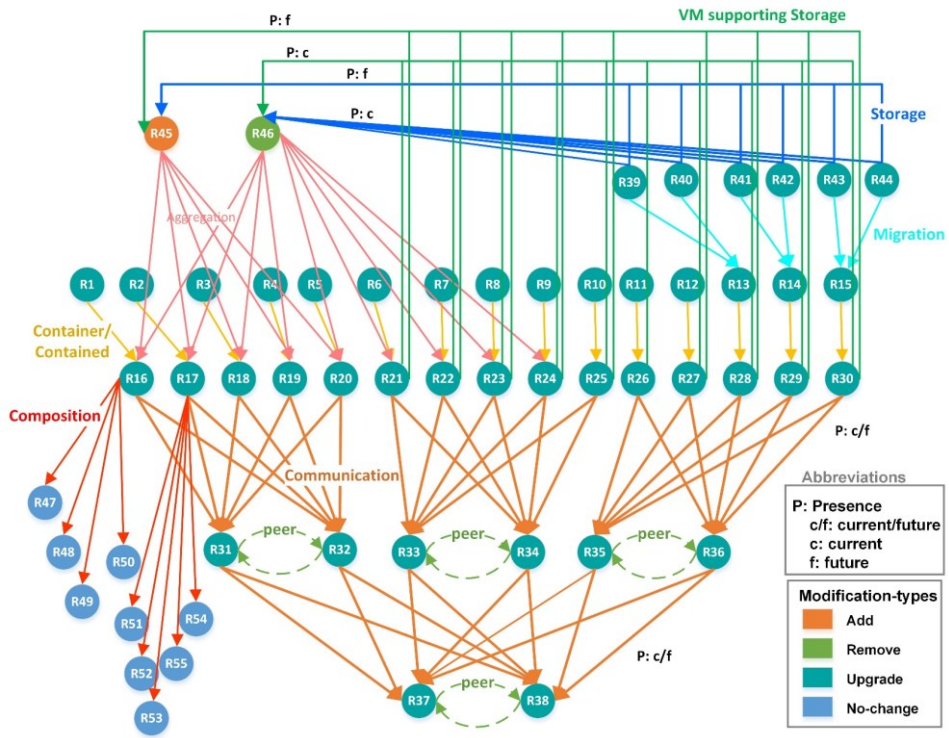 P: f
VM supporting Storage
P: c
P: f
P: c
Storage
R45
R46
R39
R40
R41
R42
R43
R44
Aggregation
Migration
R1
R2
R3
R4
R5
R6
R7
R8
R9
R10
R11
R12
R13
R14
R15
Container/
Contained
R16
R17
R18
R19
R20
R21
R22
R23
R24
R25
R26
R27
R28
R29
R30
Composition
P: c/f
Communication
Abbreviations
P: Presence
c/f: current/future
c: current
f: future
R47
R48
R49
R50
R51
R52
R53
R54
R55
R31
peer
R32
R33
peer
R34
R35
peer
R36
Modification-types
Add
Remove
Upgrade
No-change
P: c/f
R37
peer
R38